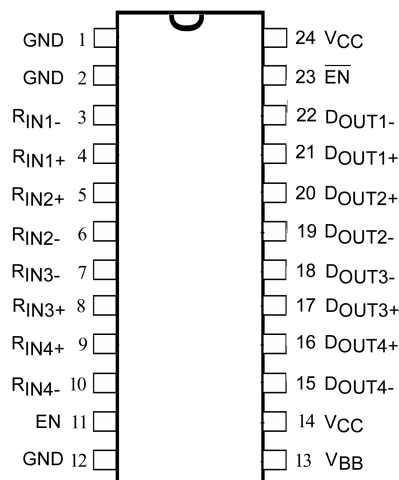 GND 1 24 VCC
GND 2 23 EN
RIN1- 3 22 DOUT1-
RIN1+ 4 21 DOUT1+
RIN2+ 5 20 DOUT2+
RIN2- 6 19 DOUT2-
RIN3- 7 18 DOUT3-
RIN3+ 8 17 DOUT3+
RIN4+ 9 16 DOUT4+
RIN4- 10 15 DOUT4-
EN 11 14 VCC
GND 12 13 VBB